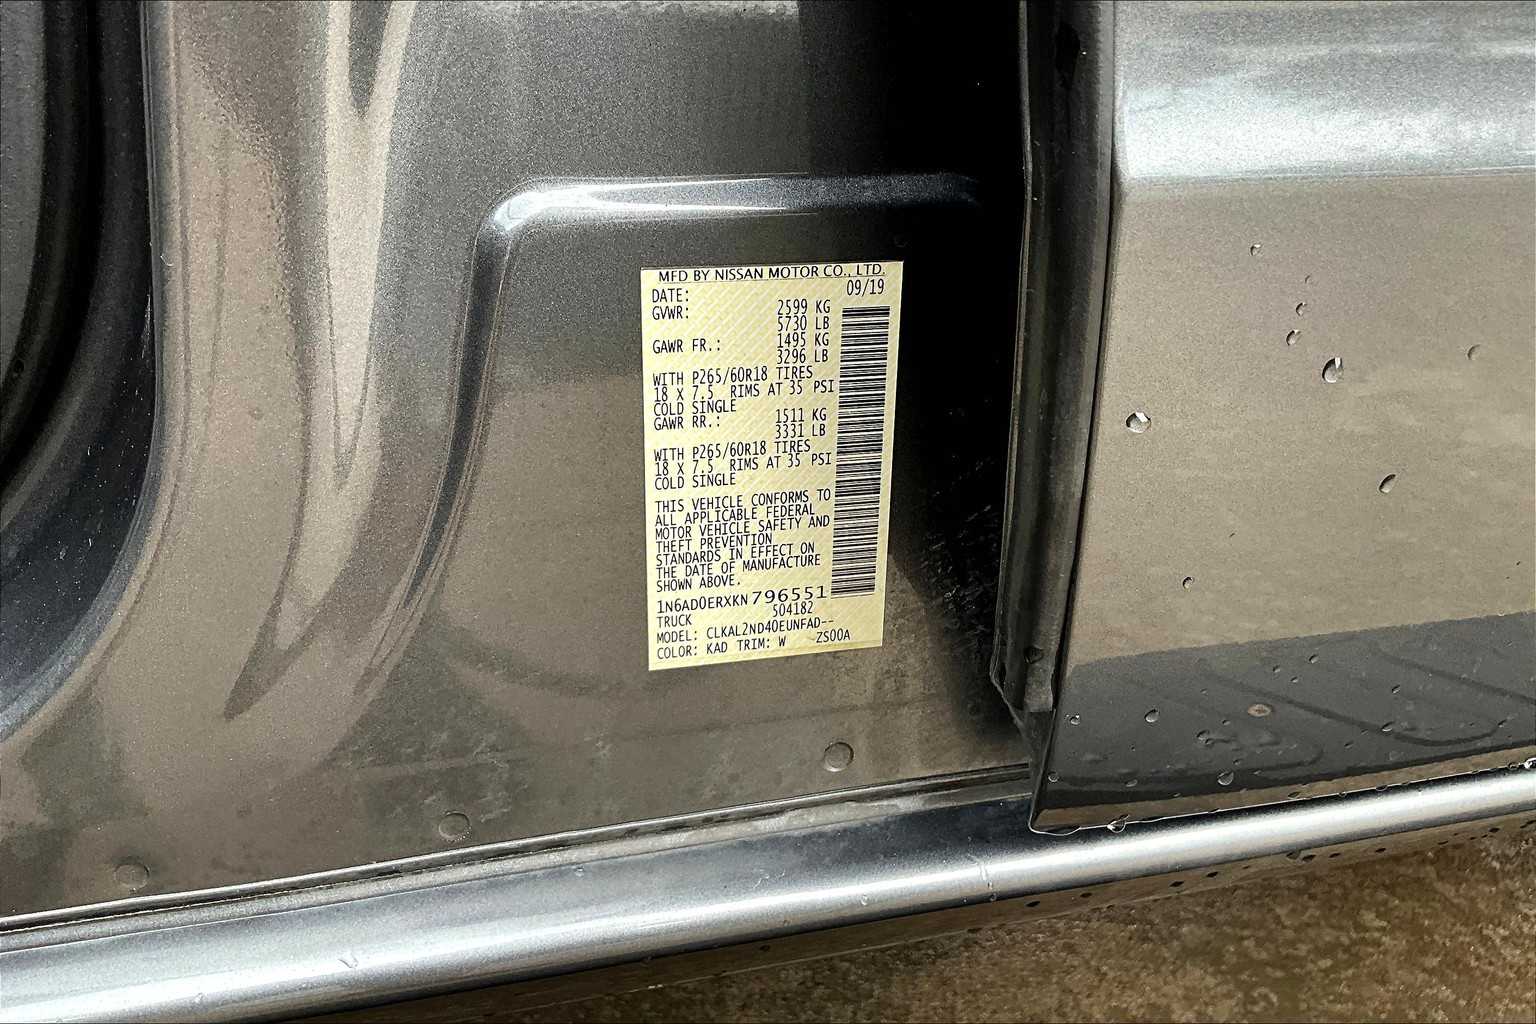 MFD BY NISSAN MOTOR CO., LTD.
DATE: 09/19
GVWR: 2599 KG
5730 LB
GAWR FR.: 1495 KG
3296 LB
WITH P265/60R18 TIRES
18 X 7.5 RIMS AT 35 PSI
COLD SINGLE
GAWR RR.: 1511 KG
3331 LB
WITH P265/60R18 TIRES
18 X 7.5 RIMS AT 35 PSI
COLD SINGLE
THIS VEHICLE CONFORMS TO
ALL APPLICABLE FEDERAL
MOTOR VEHICLE SAFETY AND
THEFT PREVENTION
STANDARDS IN EFFECT ON
THE DATE OF MANUFACTURE
SHOWN ABOVE.
1N6AD0ERXKN796551
TRUCK 504182
MODEL: CLKAL2ND40EUNFAD--
COLOR: KAD TRIM: W -ZS00A